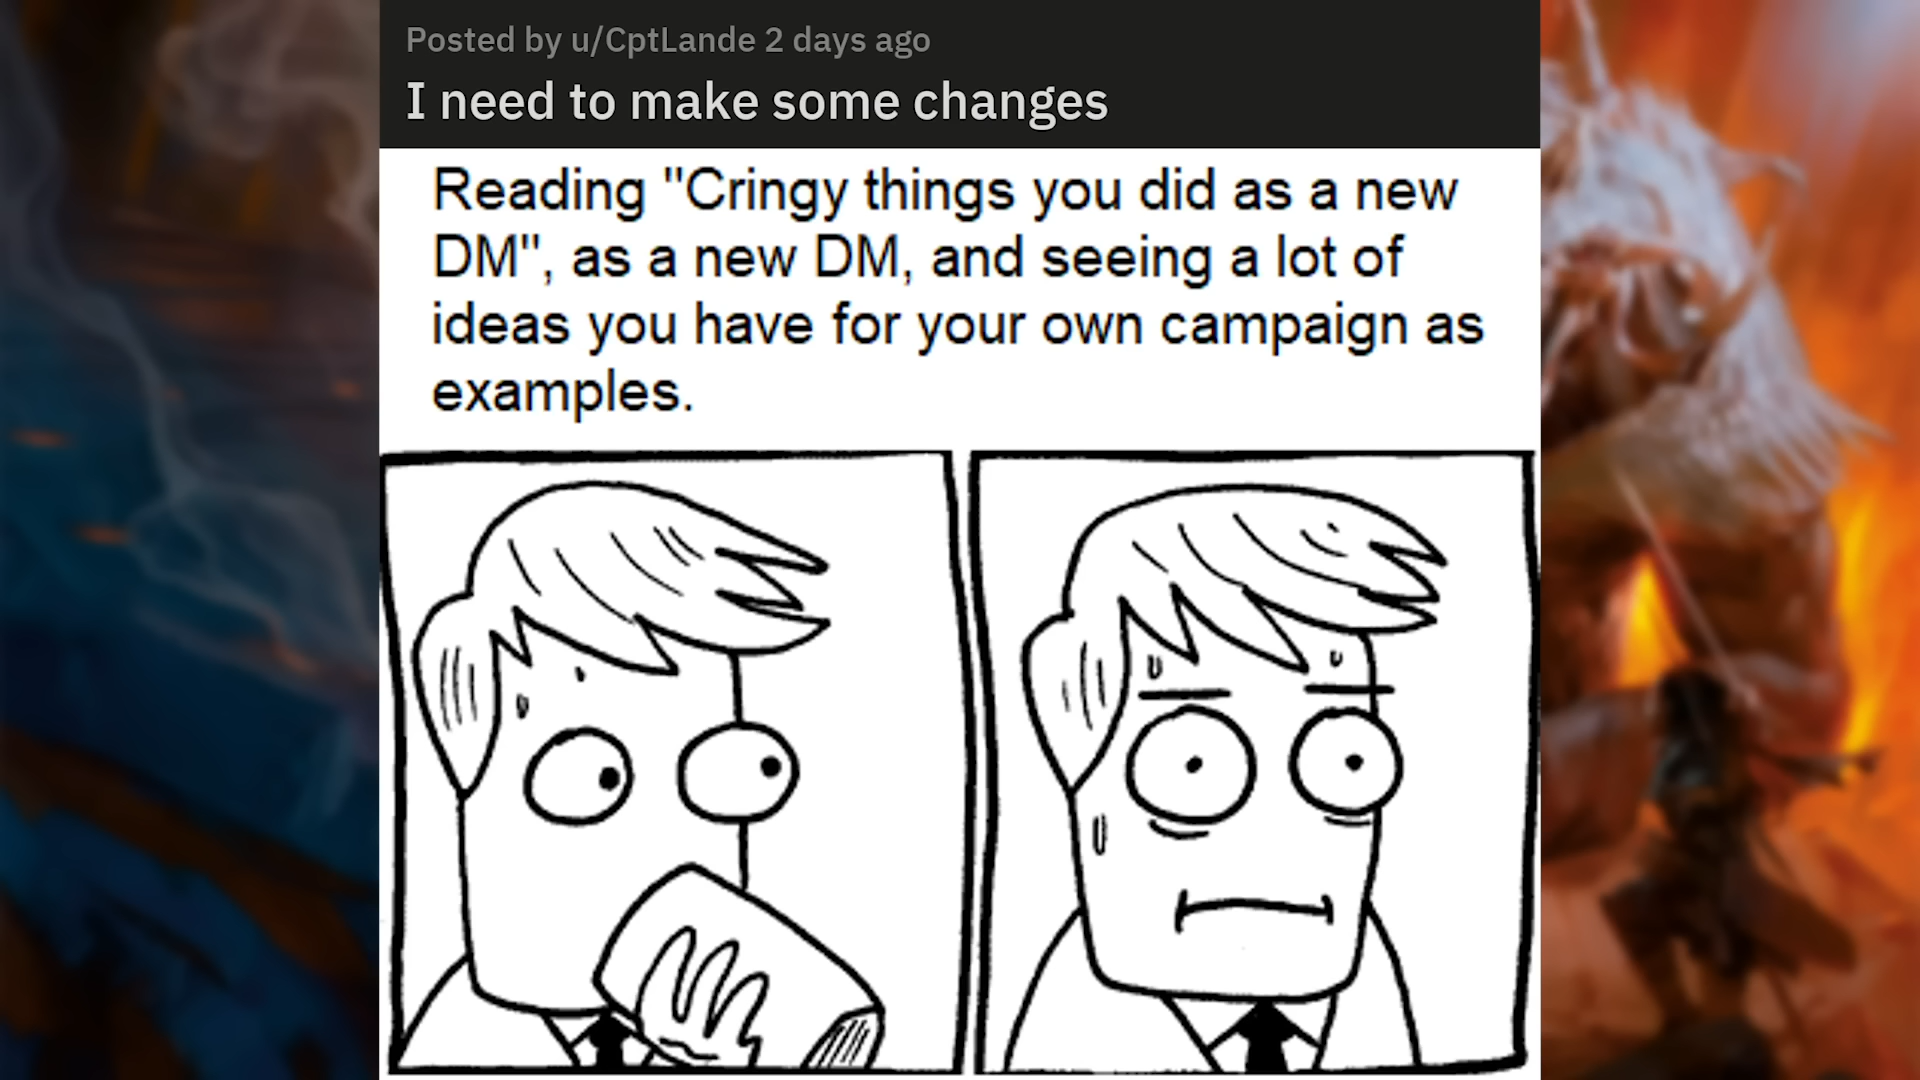 Posted by u/CptLande 2 days ago
I need to make some changes
Reading "Cringy things you did as a new
DM", as a new DM, and seeing a lot of
ideas you have for your own campaign as
examples.